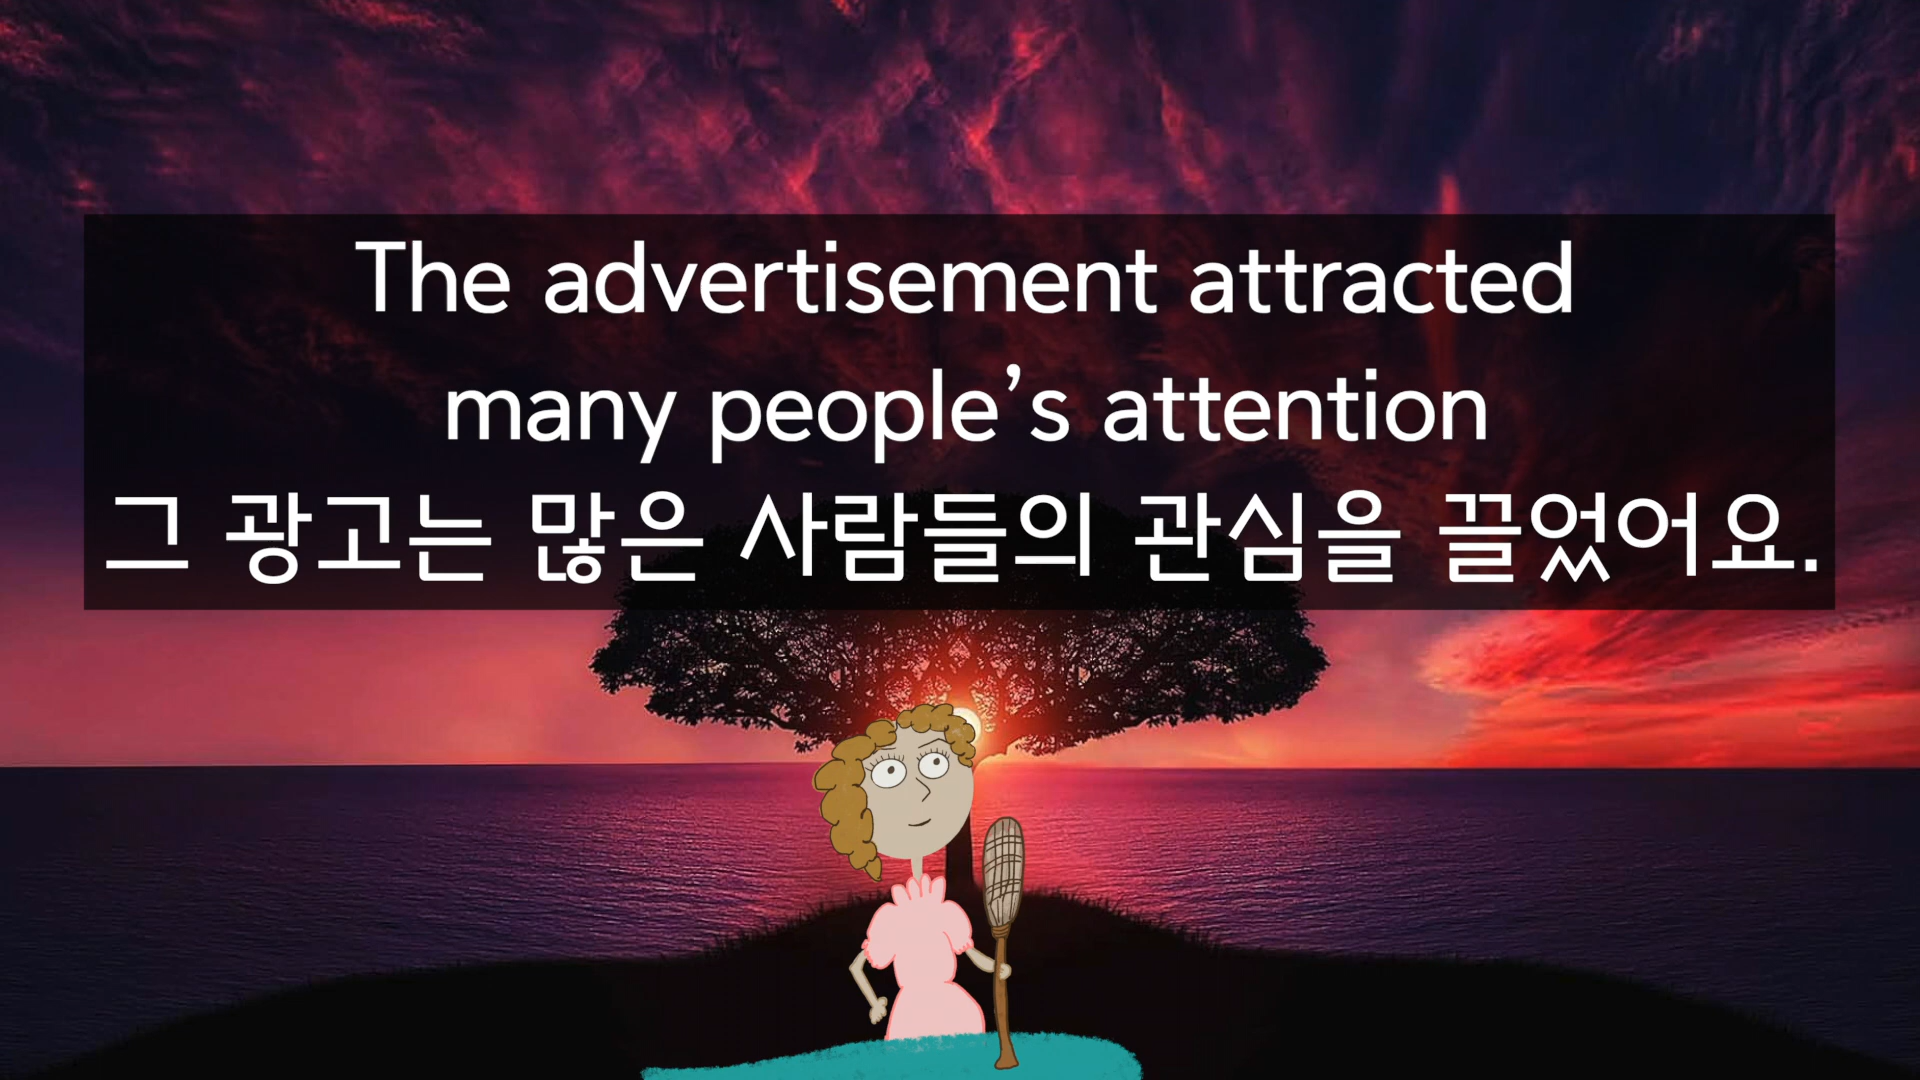 The advertisement attracted
many people’s attention
그 광고는 많은 사람들의 관심을 끌었어요.